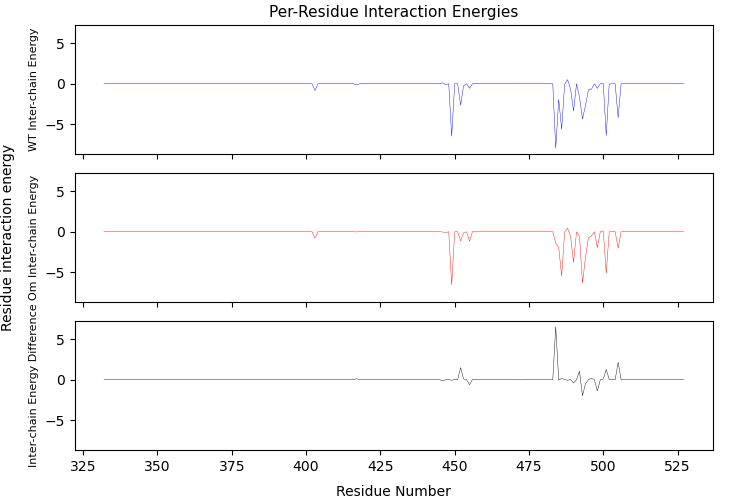 Per-Residue Interaction Energies
Residue interaction energy
WT Inter-chain Energy
5
0
−5
Om Inter-chain Energy
5
0
−5
Inter-chain Energy Difference
5
0
−5
325 350 375 400 425 450 475 500 525
Residue Number